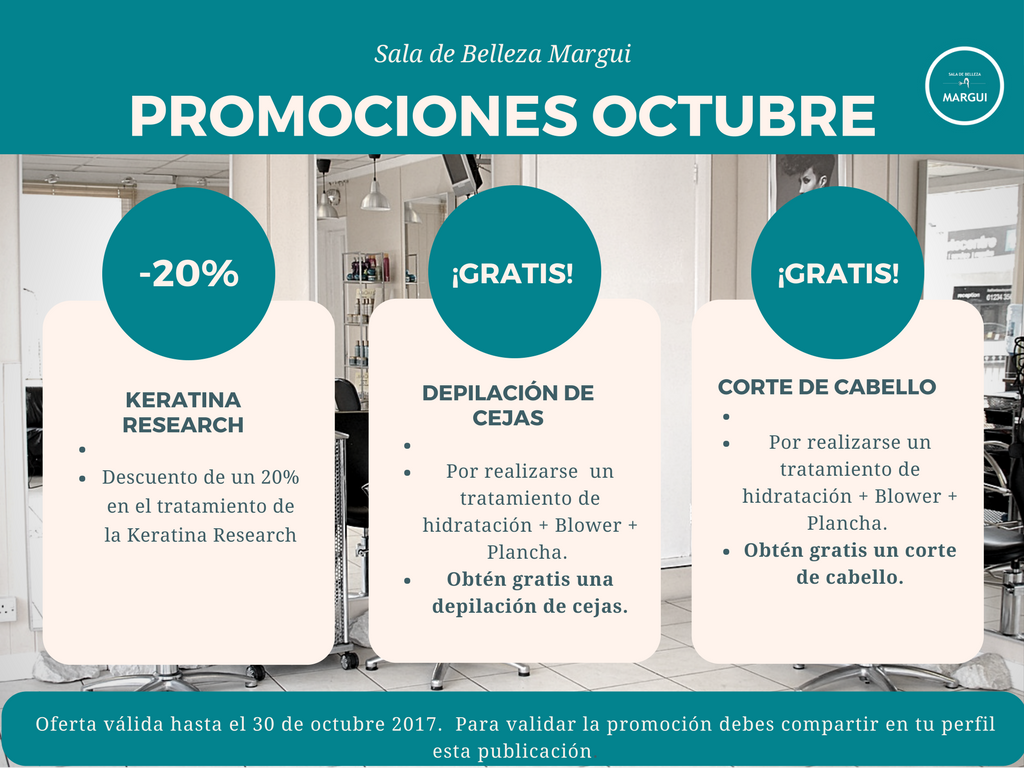 Sala de Belleza Margui
PROMOCIONES OCTUBRE
SALA DE BELLEZA
MARGUI
-20%
KERATINA
RESEARCH
Descuento de un 20%
en el tratamiento de
la Keratina Research
¡GRATIS!
DEPILACIÓN DE
CEJAS
Por realizarse un
tratamiento de
hidratación + Blower +
Plancha.
Obtén gratis una
depilación de cejas.
¡GRATIS!
CORTE DE CABELLO
Por realizarse un
tratamiento de
hidratación + Blower +
Plancha.
Obtén gratis un corte
de cabello.
reception
Oferta válida hasta el 30 de octubre 2017. Para validar la promoción debes compartir en tu perfil
esta publicación